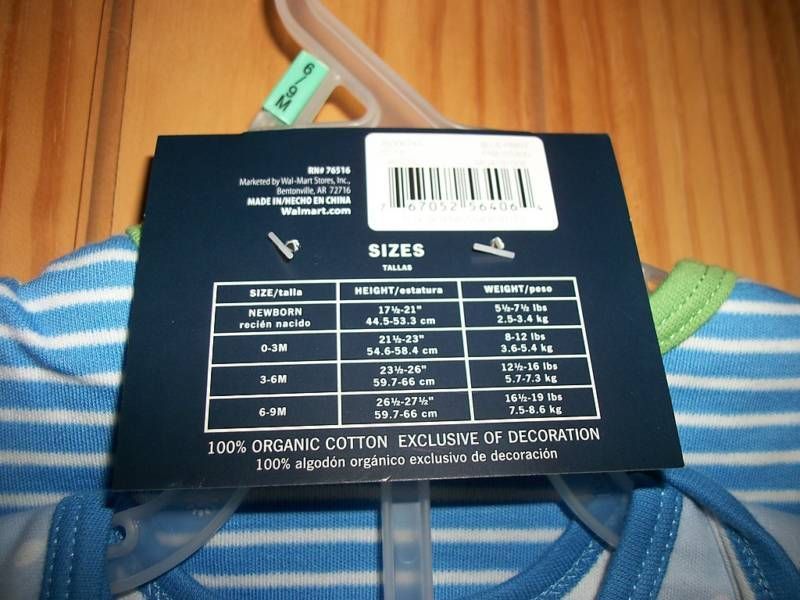 6/9M
RN# 76516
Marketed by Wal-Mart Stores, Inc.,
Bentonville, AR 72716
MADE IN/HECHO EN CHINA
Walmart.com
7 67052 56406 4
SIZES
TALLAS
SIZE/talla HEIGHT/estatura WEIGHT/peso
NEWBORN 17½-21" 5½-7½ lbs
recién nacido 44.5-53.3 cm 2.5-3.4 kg
0-3M 21½-23" 8-12 lbs
54.6-58.4 cm 3.6-5.4 kg
3-6M 23½-26" 12½-16 lbs
59.7-66 cm 5.7-7.3 kg
6-9M 26½-27½" 16½-19 lbs
59.7-66 cm 7.5-8.6 kg
100% ORGANIC COTTON EXCLUSIVE OF DECORATION
100% algodón orgánico exclusivo de decoración